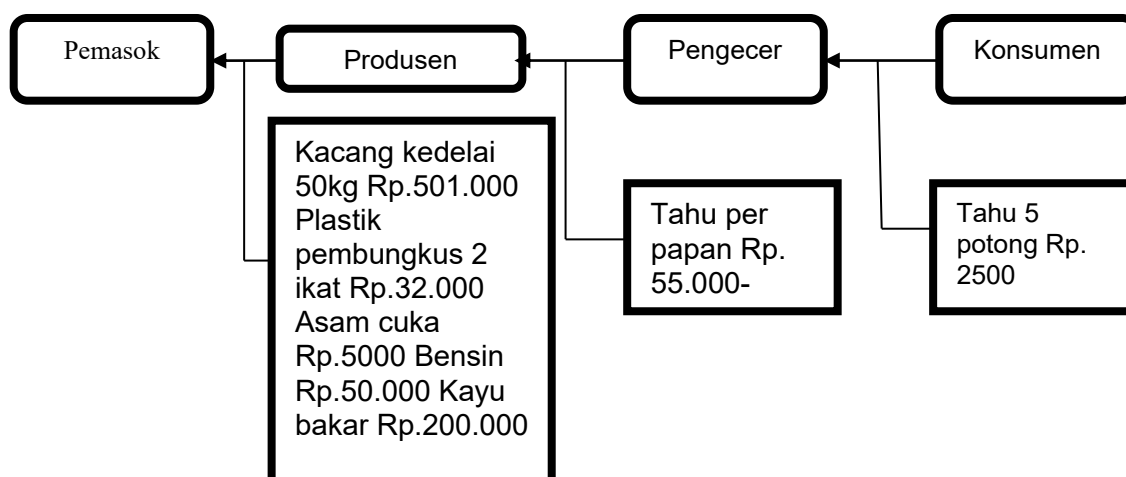 Pemasok
Produsen
Pengecer
Konsumen
Kacang kedelai
50kg Rp.501.000
Plastik
pembungkus 2
ikat Rp.32.000
Asam cuka
Rp.5000 Bensin
Rp.50.000 Kayu
bakar Rp.200.000
Tahu per
papan Rp.
55.000-
Tahu 5
potong Rp.
2500